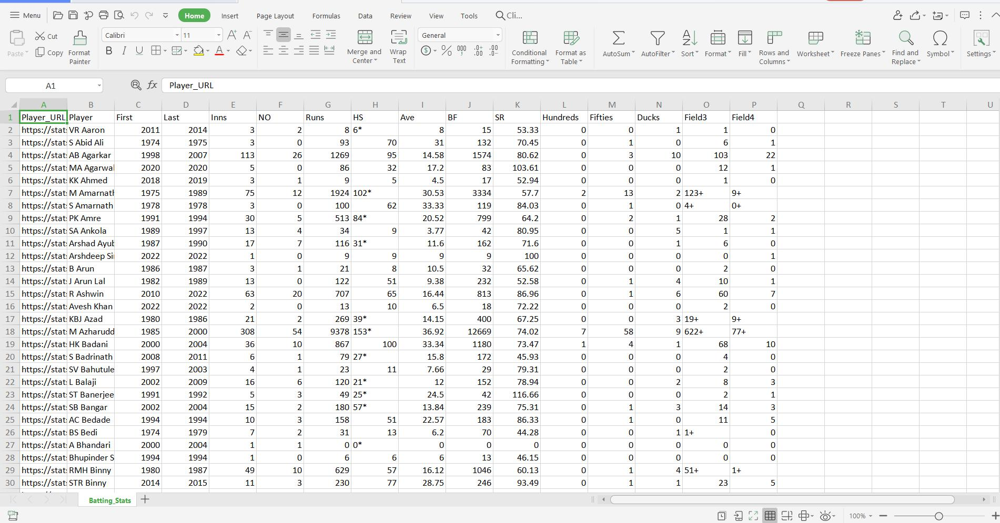 Menu Home Insert Page Layout Formulas Data Review View Tools Cli...
Paste Cut Copy Format Painter
Calibri 11
B I U A
Merge and Center Wrap Text
General
Conditional Formatting Format as Table AutoSum AutoFilter Sort Format Fill Rows and Columns Worksheet Freeze Panes Find and Replace Symbol Settings
A1 fx Player_URL
A B C D E F G H I J K L M N O P Q R S T U
1 Player_URL Player First Last Inns NO Runs HS Ave BF SR Hundreds Fifties Ducks Field3 Field4
2 https://stats VR Aaron 2011 2014 3 2 8 6* 8 15 53.33 0 0 1 1 0
3 https://stats S Abid Ali 1974 1975 3 0 93 70 31 132 70.45 0 1 0 6 1
4 https://stats AB Agarkar 1998 2007 113 26 1269 95 14.58 1574 80.62 0 3 10 103 22
5 https://stats MA Agarwal 2020 2020 5 0 86 32 17.2 83 103.61 0 0 0 12 1
6 https://stats KK Ahmed 2018 2019 3 1 9 5 4.5 17 52.94 0 0 0 1 0
7 https://stats M Amarnath 1975 1989 75 12 1924 102* 30.53 3334 57.7 2 13 2 123+ 9+
8 https://stats S Amarnath 1978 1978 3 0 100 62 33.33 119 84.03 0 1 0 4+ 0+
9 https://stats PK Amre 1991 1994 30 5 513 84* 20.52 799 64.2 0 2 1 28 2
10 https://stats SA Ankola 1989 1997 13 4 34 9 3.77 42 80.95 0 0 5 1 1
11 https://stats Arshad Ayub 1987 1990 17 7 116 31* 11.6 162 71.6 0 0 1 6 0
12 https://stats Arshdeep Si 2022 2022 1 0 9 9 9 9 100 0 0 0 0 1
13 https://stats B Arun 1986 1987 3 1 21 8 10.5 32 65.62 0 0 0 2 0
14 https://stats J Arun Lal 1982 1989 13 0 122 51 9.38 232 52.58 0 1 4 10 1
15 https://stats R Ashwin 2010 2022 63 20 707 65 16.44 813 86.96 0 1 6 60 7
16 https://stats Avesh Khan 2022 2022 2 0 13 10 6.5 18 72.22 0 0 0 2 0
17 https://stats KBJ Azad 1980 1986 21 2 269 39* 14.15 400 67.25 0 0 3 19+ 9+
18 https://stats M Azharudd 1985 2000 308 54 9378 153* 36.92 12669 74.02 7 58 9 622+ 77+
19 https://stats HK Badani 2000 2004 36 10 867 100 33.34 1180 73.47 1 4 1 68 10
20 https://stats S Badrinath 2008 2011 6 1 79 27* 15.8 172 45.93 0 0 0 4 0
21 https://stats SV Bahutule 1997 2003 4 1 23 11 7.66 29 79.31 0 0 0 2 0
22 https://stats L Balaji 2002 2009 16 6 120 21* 12 152 78.94 0 0 2 8 3
23 https://stats ST Banerjee 1991 1992 5 3 49 25* 24.5 42 116.66 0 0 0 2 1
24 https://stats SB Bangar 2002 2004 15 2 180 57* 13.84 239 75.31 0 1 3 14 3
25 https://stats AC Bedade 1994 1994 10 3 158 51 22.57 183 86.33 0 1 0 11 5
26 https://stats BS Bedi 1974 1979 7 2 31 13 6.2 70 44.28 0 0 1 1+ 0
27 https://stats A Bhandari 2000 2004 1 1 0 0* 0 0 0 0 0 0 0 0
28 https://stats Bhupinder S 1994 1994 1 0 6 6 6 13 46.15 0 0 0 0 0
29 https://stats RMH Binny 1980 1987 49 10 629 57 16.12 1046 60.13 0 1 4 51+ 1+
30 https://stats STR Binny 2014 2015 11 3 230 77 28.75 246 93.49 0 1 1 23 5
Batting_Stats +
100%